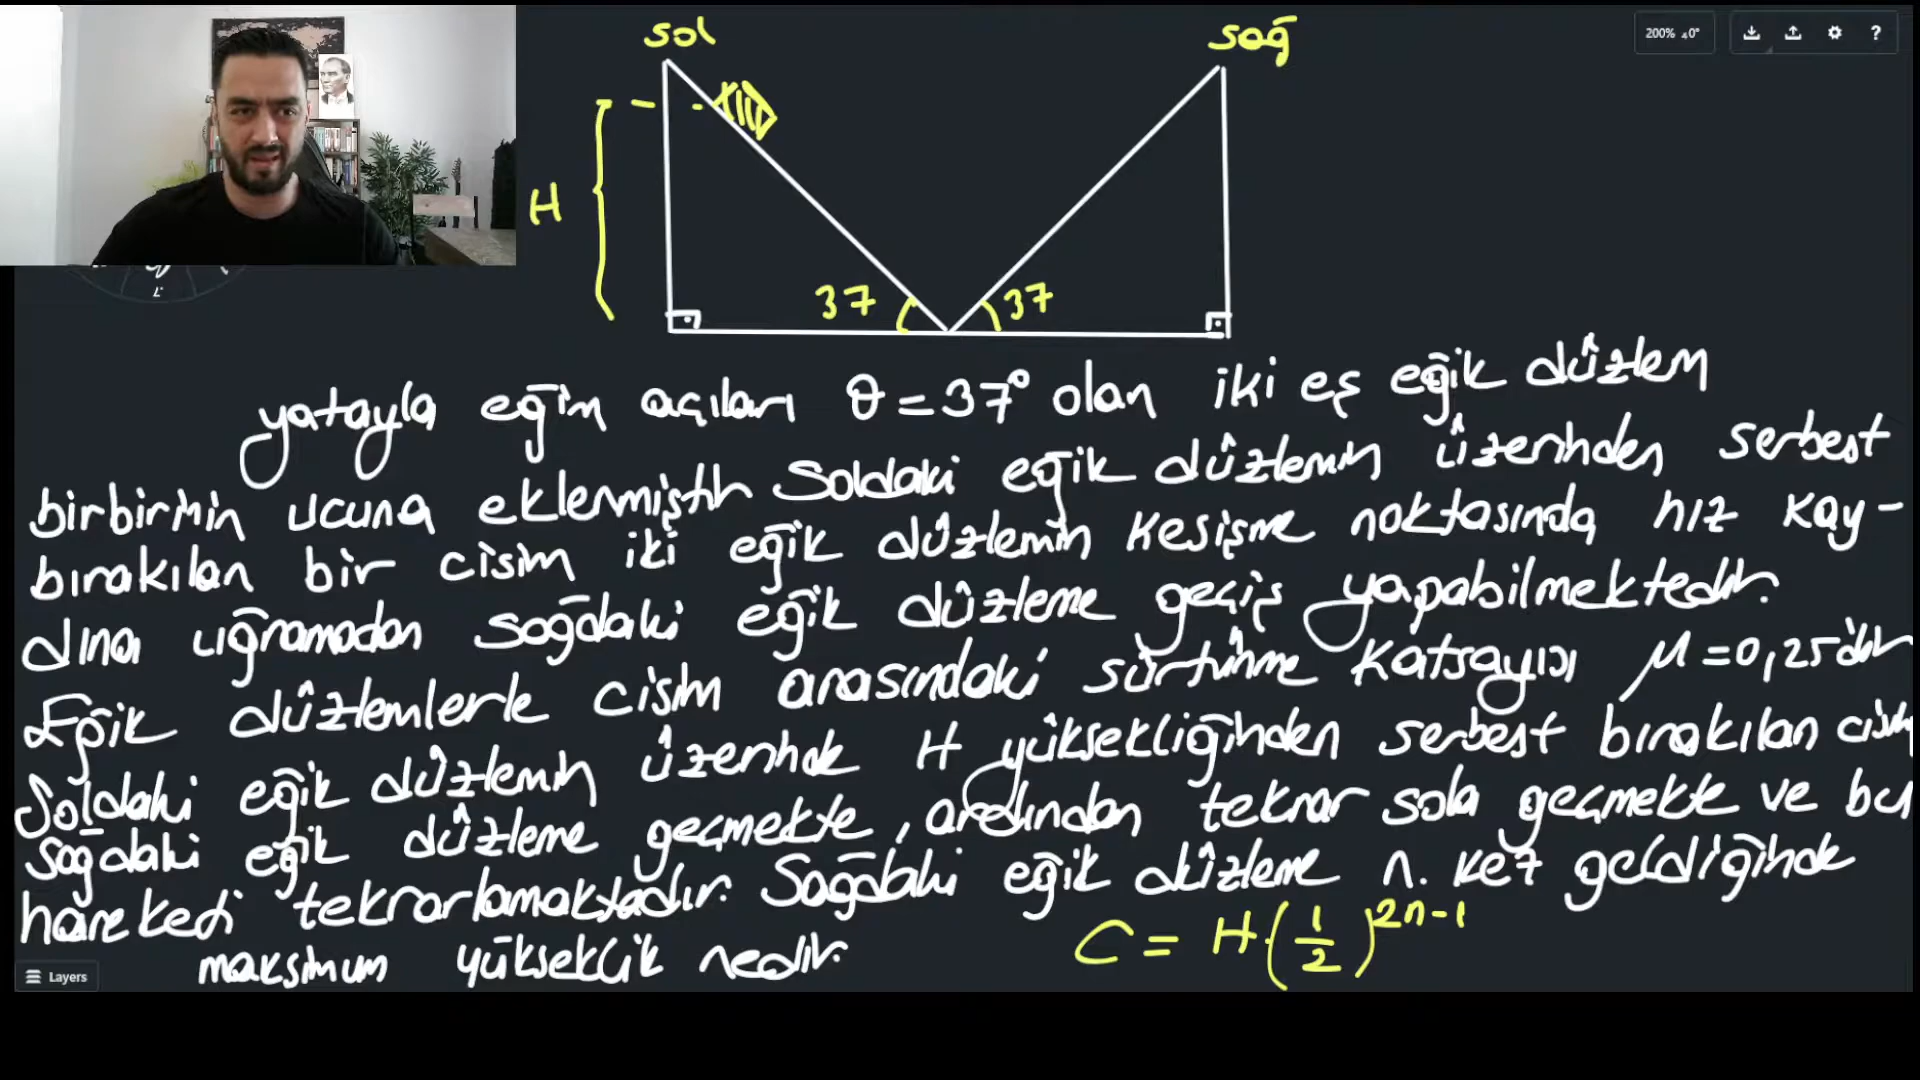 sol
sağ
200% 40°
?
H
37
37
yatayla eğim açıları θ = 37° olan iki eş eğik düzlem
birbirinin ucuna eklenmiştir Soldaki eğik düzlemin üzerinden serbest
bırakılan bir cisim iki eğik düzlemin kesişme noktasında hız kay-
bına uğramadan sağdaki eğik düzleme geçiş yapabilmektedir.
Eğik düzlemlerle cisim arasındaki sürtünme katsayısı μ = 0,25 dir
Soldaki eğik düzlemin üzerinde H yüksekliğinden serbest bırakılan cisim
sağdaki eğik düzleme geçmekte, ardından tekrar sola geçmekte ve bu
hareketi tekrarlamaktadır. Sağdaki eğik düzleme n. kez geldiğinde
maksimum yükseklik nedir.
C = H.(1/2)^2n-1
Layers